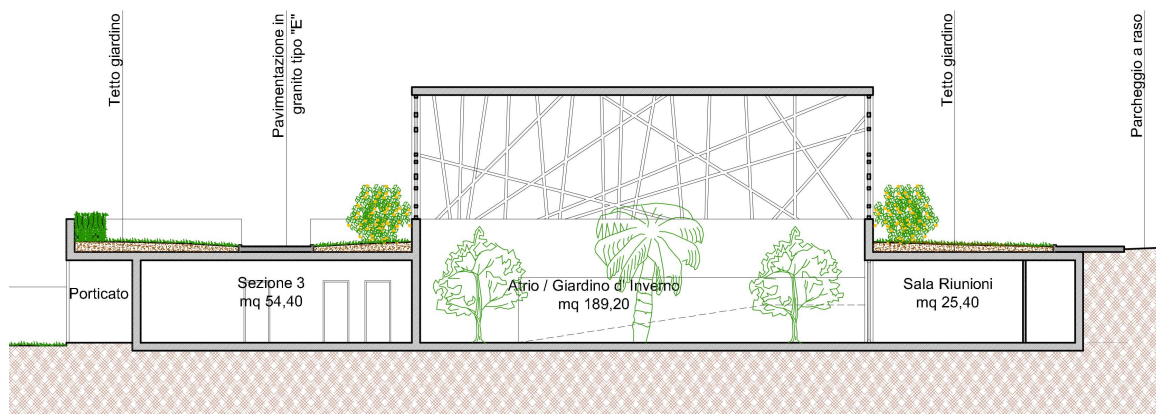 Tetto giardino
Pavimentazione in
granito tipo "E"
Tetto giardino
Parcheggio a raso
Porticato
Sezione 3
mq 54,40
Atrio / Giardino d' Inverno
mq 189,20
Sala Riunioni
mq 25,40